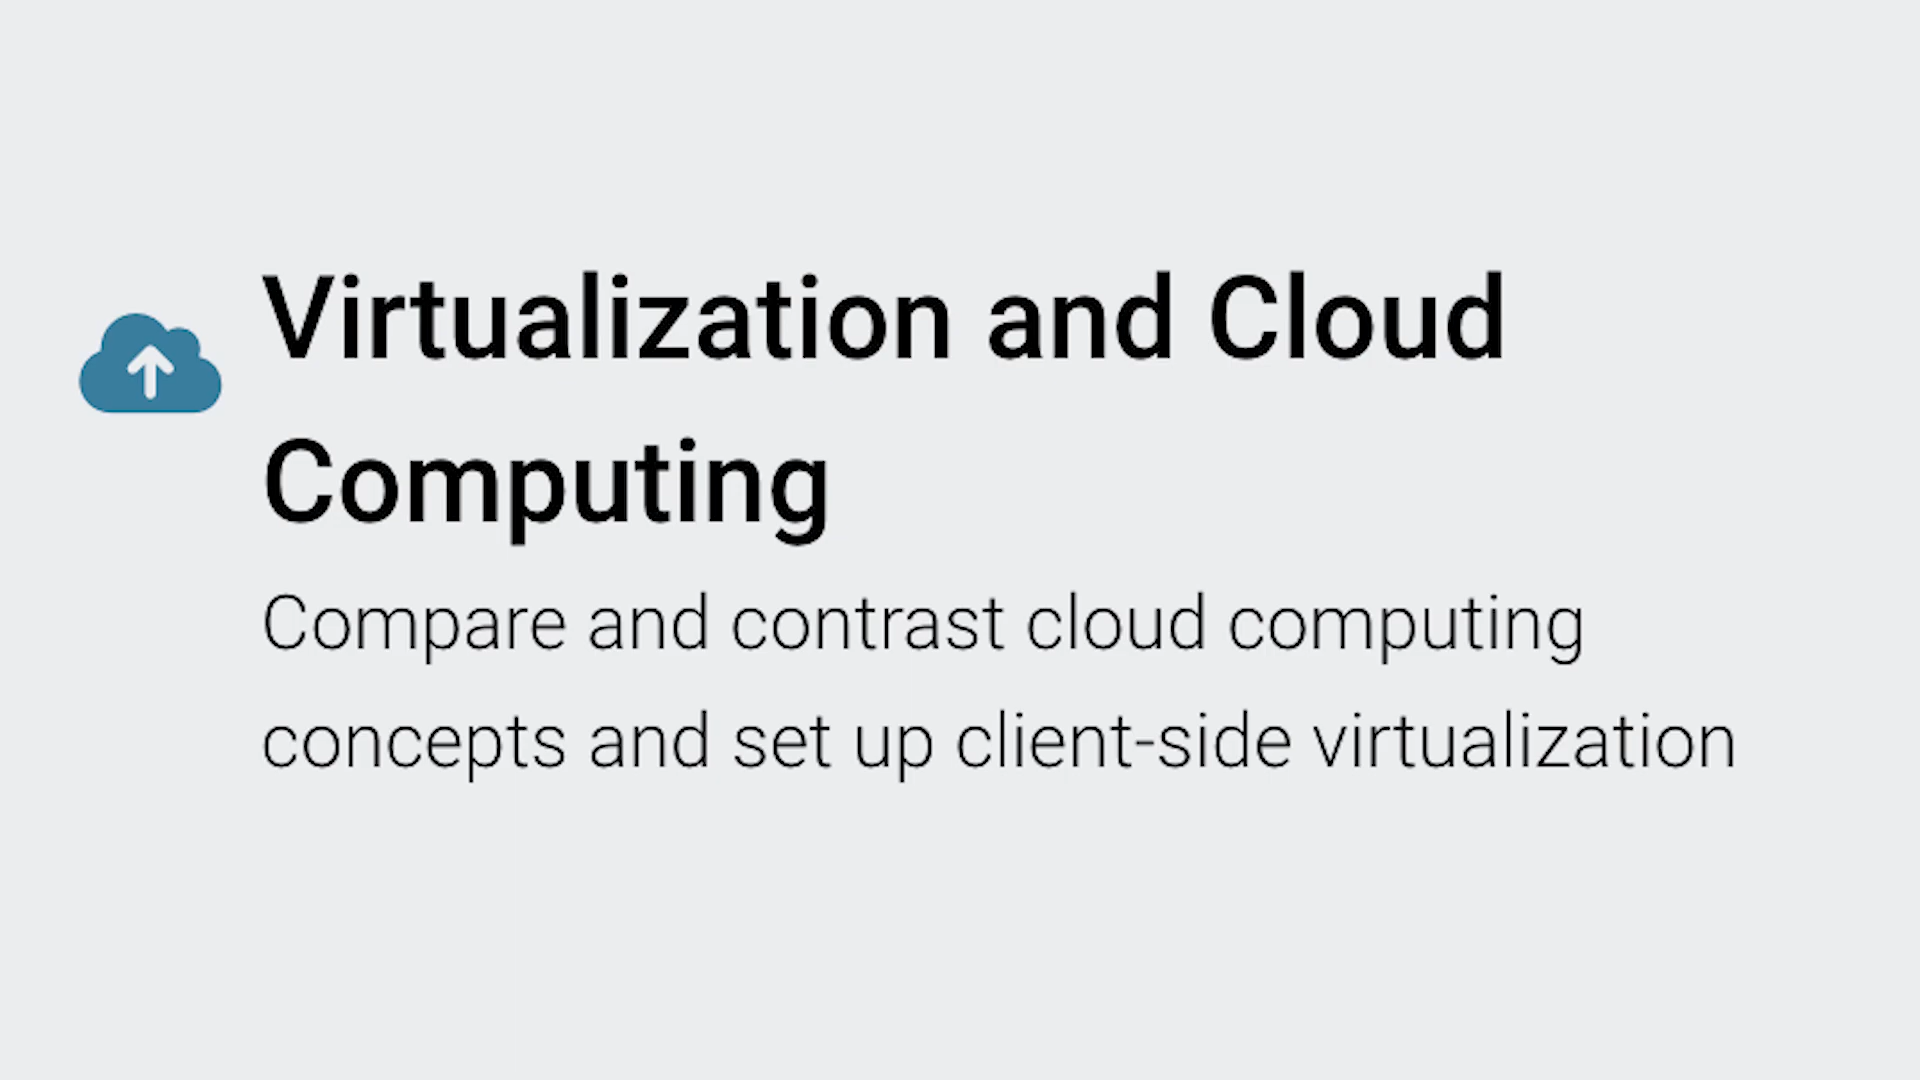 Virtualization and Cloud
Computing
Compare and contrast cloud computing
concepts and set up client-side virtualization